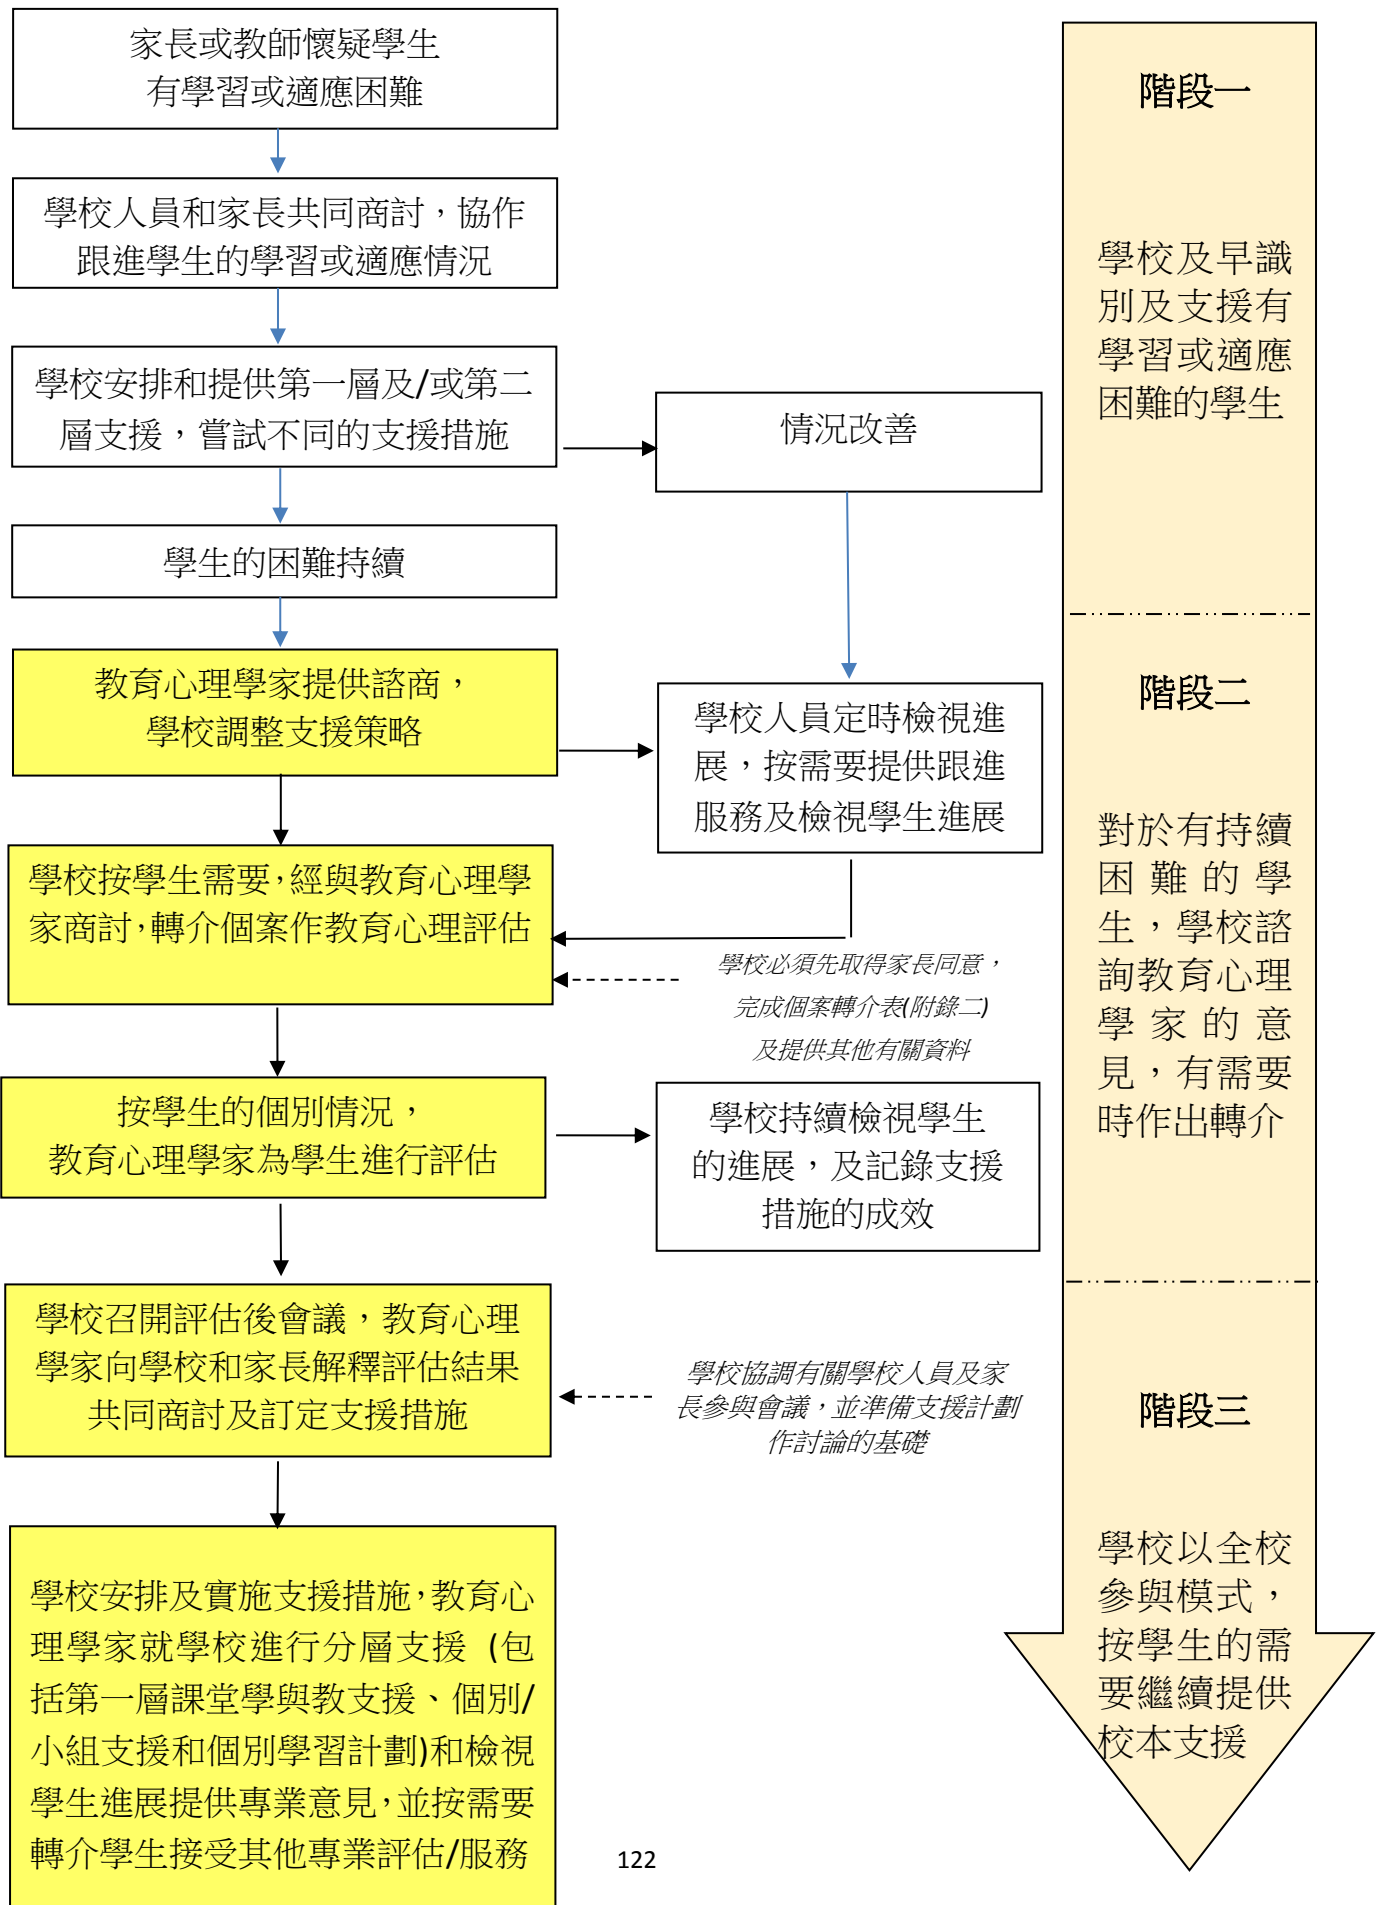 家長或教師懷疑學生
有學習或適應困難
學校人員和家長共同商討，協作
跟進學生的學習或適應情況
學校安排和提供第一層及/或第二
層支援，嘗試不同的支援措施
情況改善
學生的困難持續
教育心理學家提供諮商，
學校調整支援策略
學校人員定時檢視進
展，按需要提供跟進
服務及檢視學生進展
學校按學生需要，經與教育心理學
家商討，轉介個案作教育心理評估
學校必須先取得家長同意，
完成個案轉介表(附錄二)
及提供其他有關資料
按學生的個別情況，
教育心理學家為學生進行評估
學校持續檢視學生
的進展，及記錄支援
措施的成效
學校召開評估後會議，教育心理
學家向學校和家長解釋評估結果
共同商討及訂定支援措施
學校協調有關學校人員及家
長參與會議，並準備支援計劃
作討論的基礎
學校安排及實施支援措施，教育心
理學家就學校進行分層支援 (包
括第一層課堂學與教支援、個別/
小組支援和個別學習計劃)和檢視
學生進展提供專業意見，並按需要
轉介學生接受其他專業評估/服務
階段一
學校及早識
別及支援有
學習或適應
困難的學生
階段二
對於有持續
困難的學
生，學校諮
詢教育心理
學家的意
見，有需要
時作出轉介
階段三
學校以全校
參與模式，
按學生的需
要繼續提供
校本支援
122